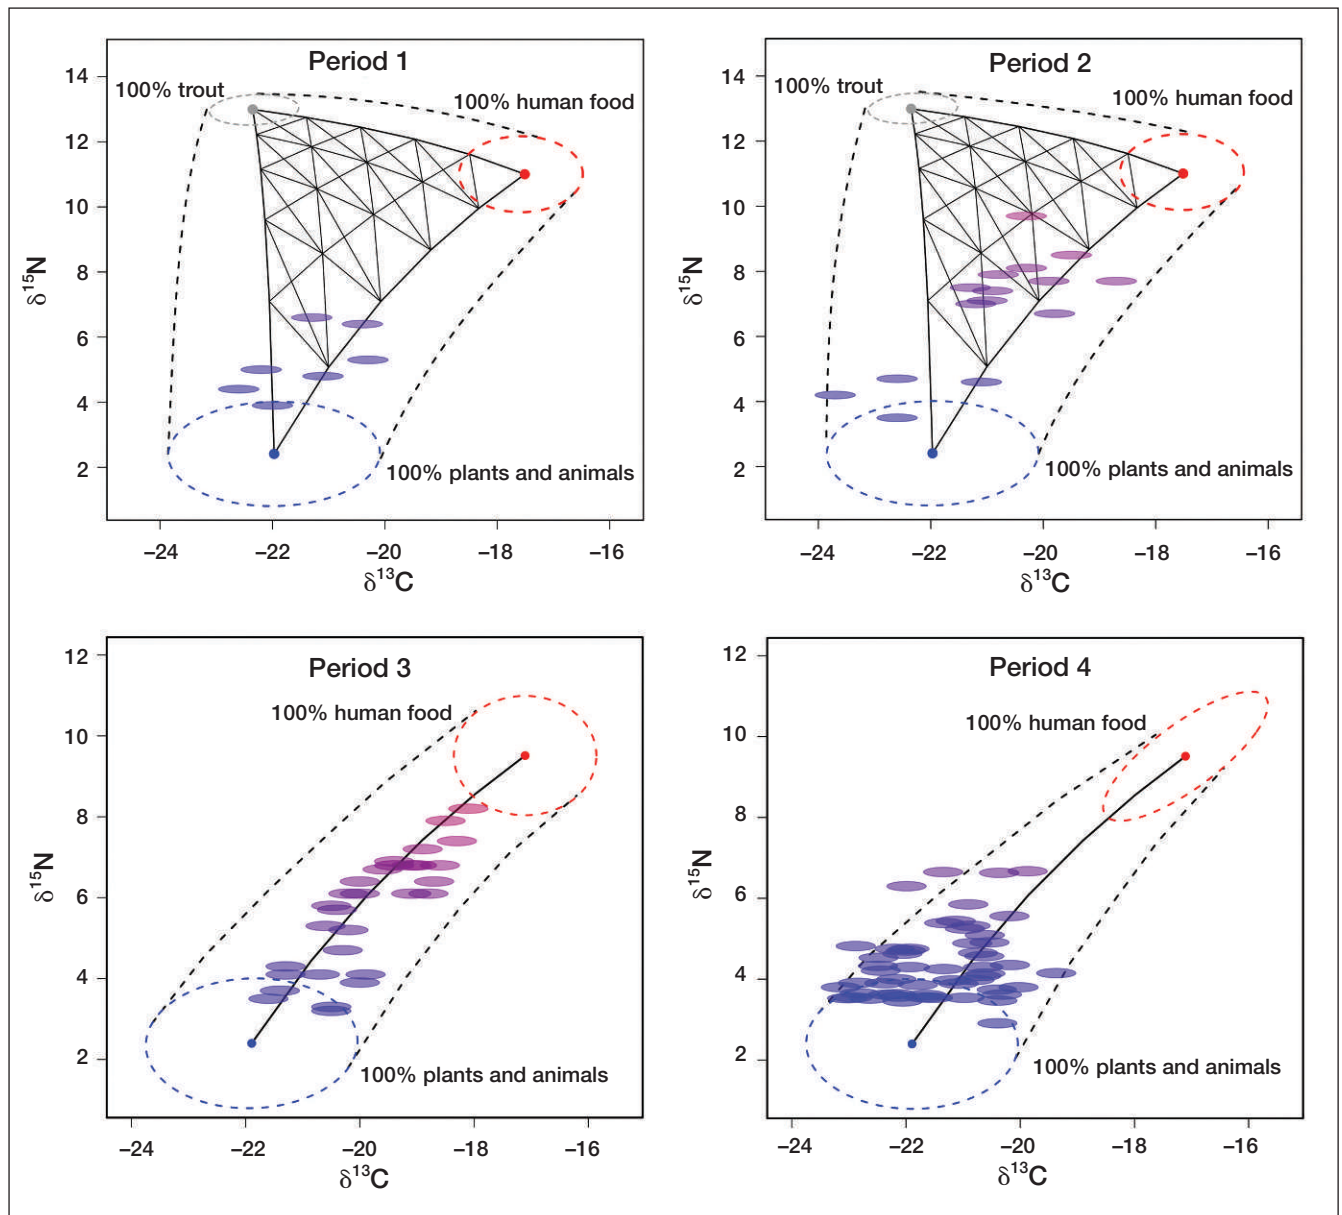 Period 1
100% trout
100% human food
14
12
10
8
6
4
2
δ¹⁵N
100% plants and animals
–24
–22
–20
–18
–16
δ¹³C
Period 2
100% trout
100% human food
14
12
10
8
6
4
2
δ¹⁵N
100% plants and animals
–24
–22
–20
–18
–16
δ¹³C
Period 3
100% human food
12
10
8
6
4
2
δ¹⁵N
100% plants and animals
–24
–22
–20
–18
–16
δ¹³C
Period 4
100% human food
12
10
8
6
4
2
δ¹⁵N
100% plants and animals
–24
–22
–20
–18
–16
δ¹³C